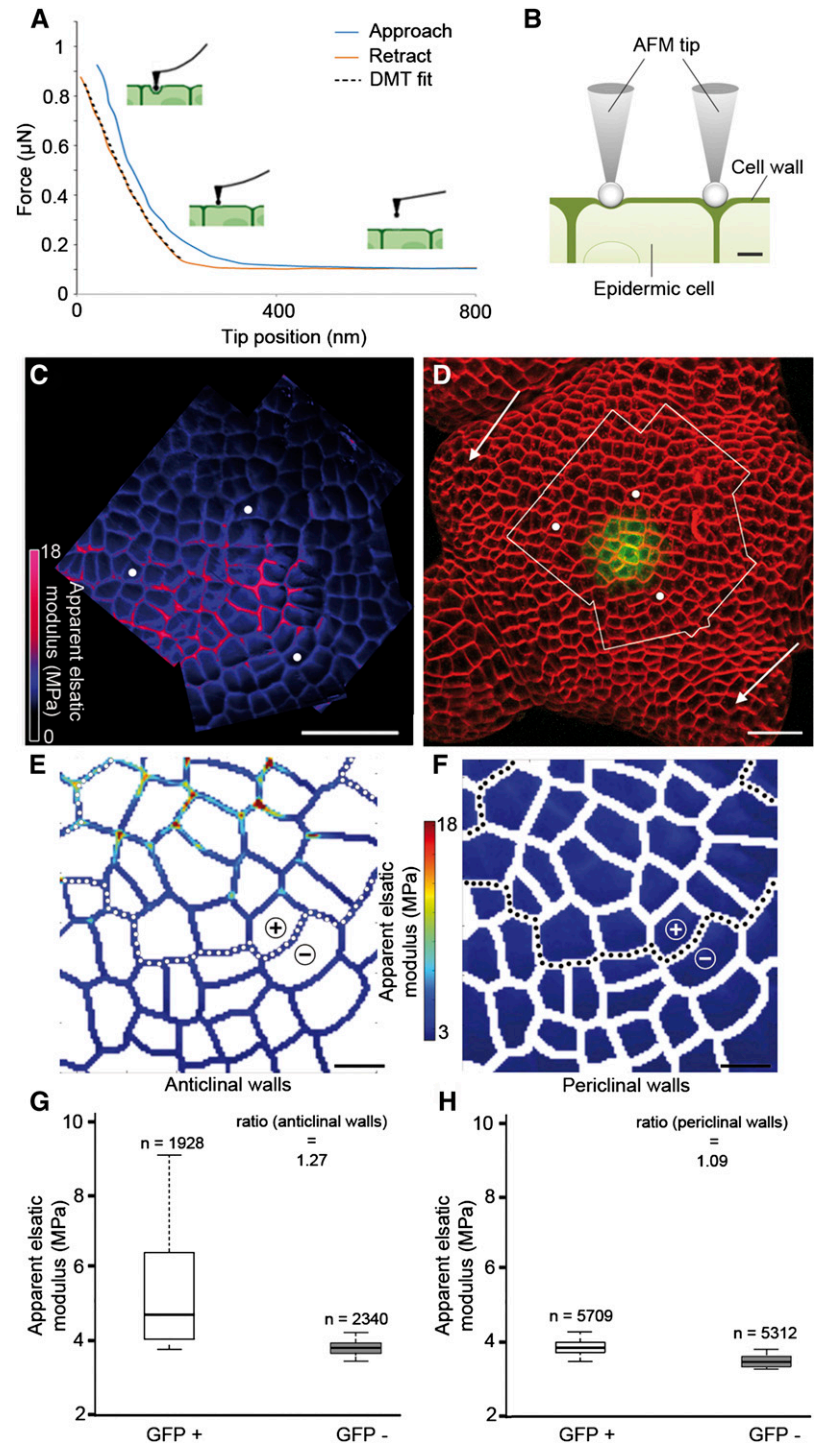 A
1
0.8
0.6
0.4
0.2
0
Force (µN)
0
400
800
Tip position (nm)
Approach
Retract
DMT fit
B
AFM tip
Cell wall
Epidermic cell
C
18
0
Apparent elsatic
modulus (MPa)
D
E
+
−
Anticlinal walls
Apparent elsatic
modulus (MPa)
18
3
F
+
−
Periclinal walls
G
10
8
6
4
2
Apparent elsatic
modulus (MPa)
n = 1928
ratio (anticlinal walls)
=
1.27
n = 2340
GFP +
GFP -
H
10
8
6
4
2
Apparent elsatic
modulus (MPa)
ratio (periclinal walls)
=
1.09
n = 5709
n = 5312
GFP +
GFP -